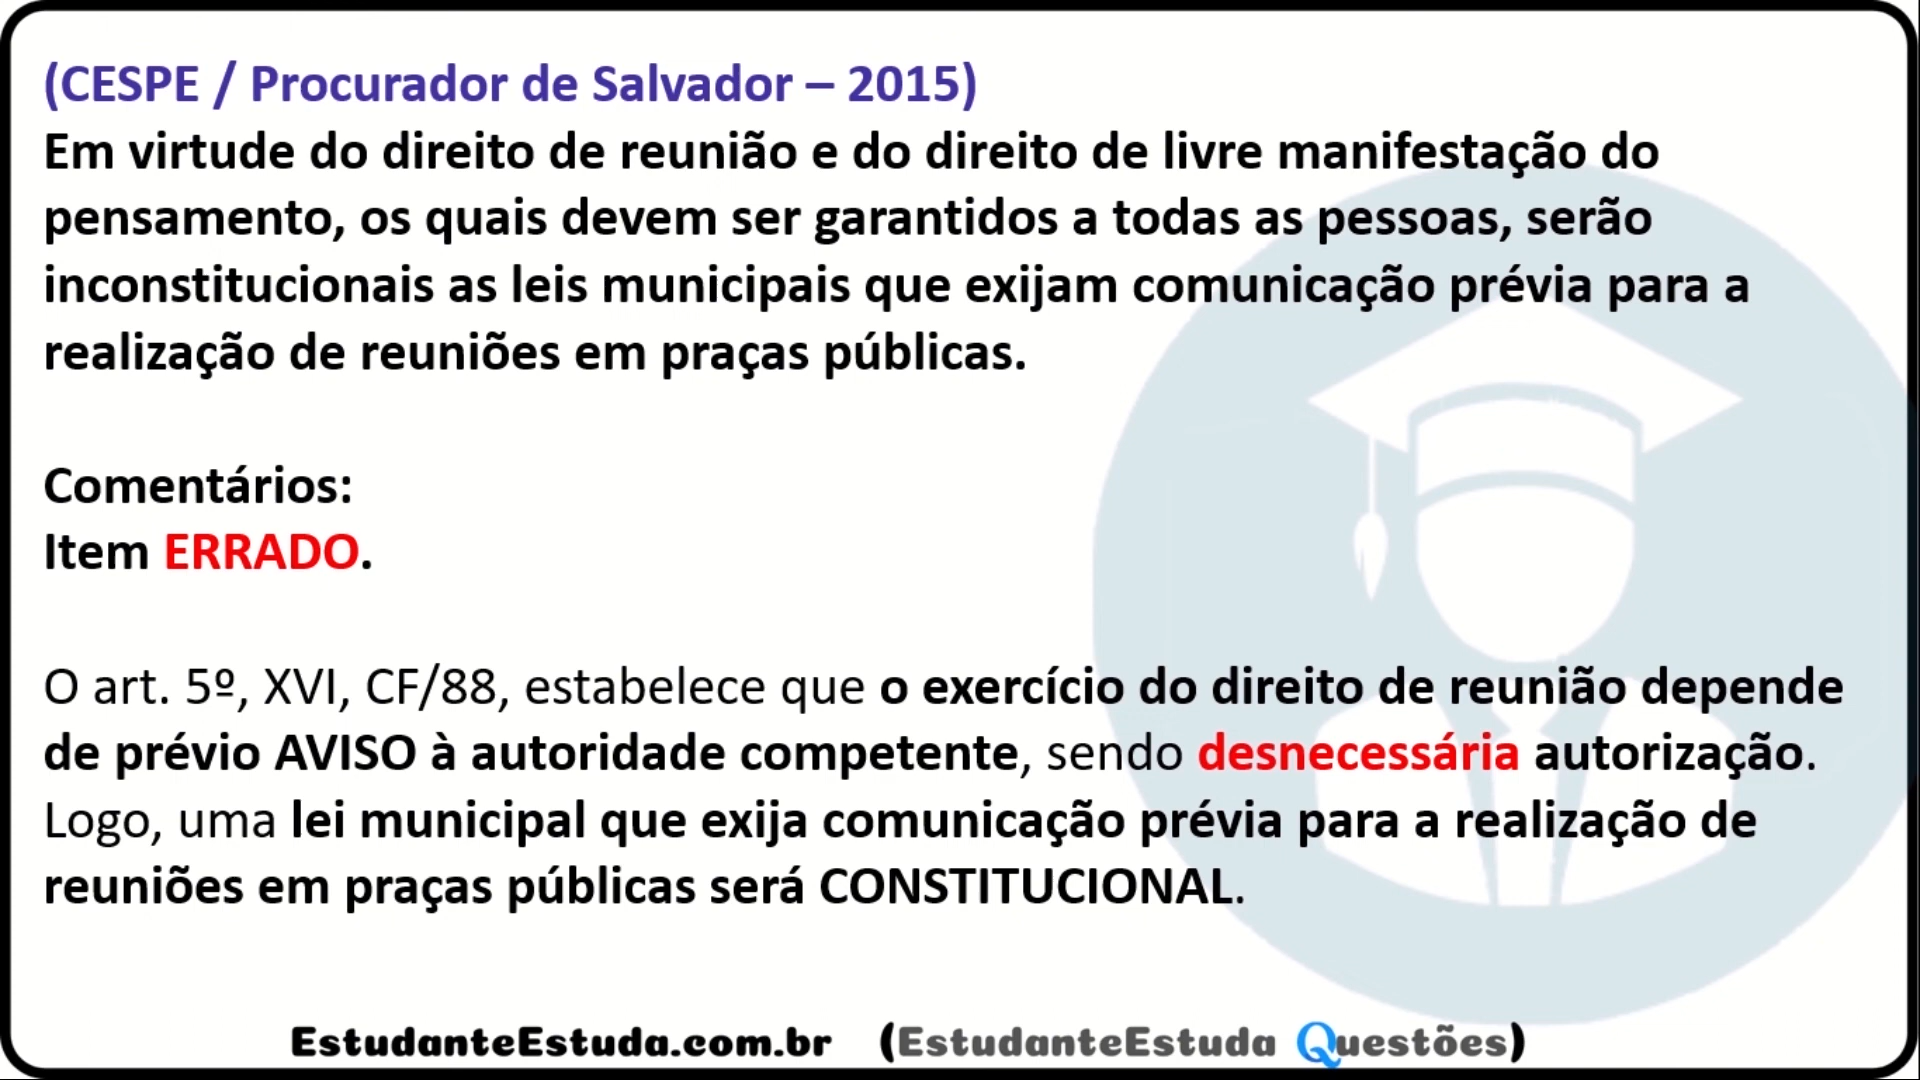 (CESPE / Procurador de Salvador – 2015)
Em virtude do direito de reunião e do direito de livre manifestação do
pensamento, os quais devem ser garantidos a todas as pessoas, serão
inconstitucionais as leis municipais que exijam comunicação prévia para a
realização de reuniões em praças públicas.
Comentários:
Item ERRADO.
O art. 5º, XVI, CF/88, estabelece que o exercício do direito de reunião depende
de prévio AVISO à autoridade competente, sendo desnecessária autorização.
Logo, uma lei municipal que exija comunicação prévia para a realização de
reuniões em praças públicas será CONSTITUCIONAL.
EstudanteEstuda.com.br (EstudanteEstuda Questões)